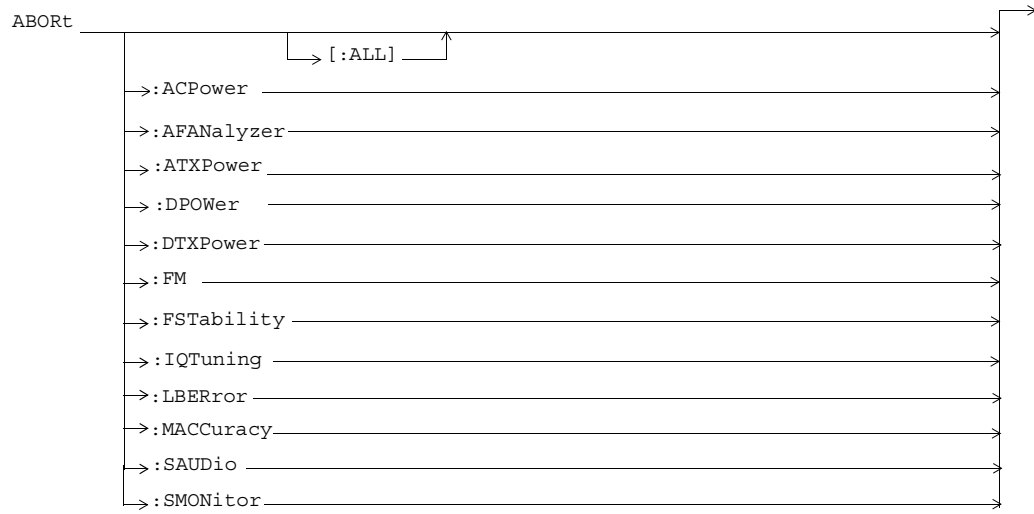 ABORt
[:ALL]
:ACPower
:AFANalyzer
:ATXPower
:DPOWer
:DTXPower
:FM
:FSTability
:IQTuning
:LBERror
:MACCuracy
:SAUDio
:SMONitor